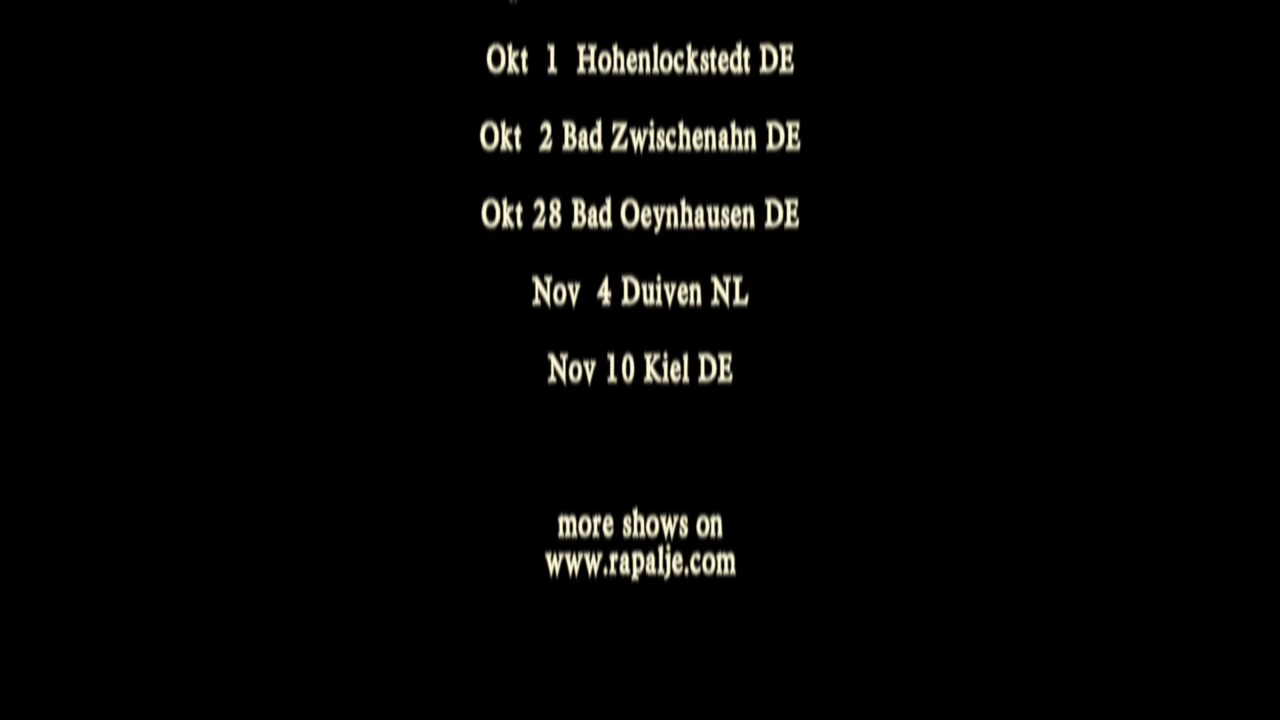 Okt  1  Hohenlockstedt DE
Okt  2 Bad Zwischenahn DE
Okt 28 Bad Oeynhausen DE
Nov  4 Duiven NL
Nov 10 Kiel DE
more shows on
www.rapalje.com